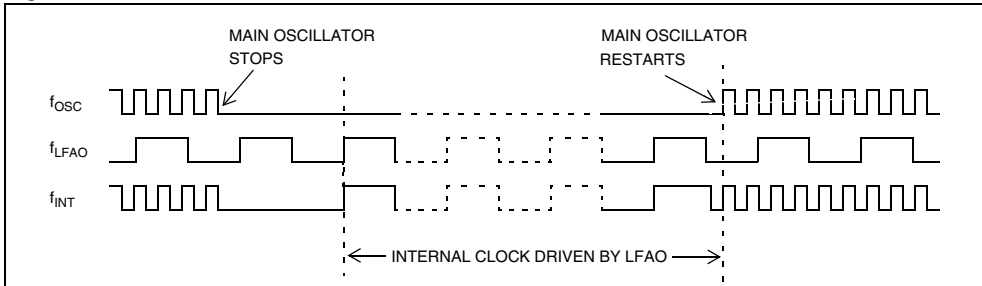 MAIN OSCILLATOR
STOPS
MAIN OSCILLATOR
RESTARTS
fOSC
fLFAO
fINT
INTERNAL CLOCK DRIVEN BY LFAO